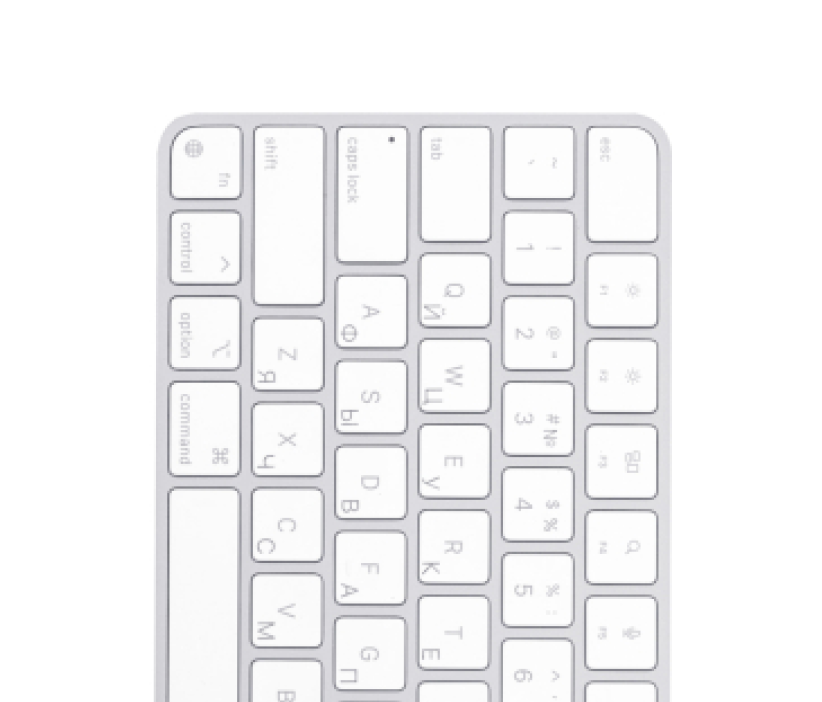 esc F1 F2 F3 F4 F5
~ ` ! 1 @ " 2 # № 3 $ % 4 % : 5 ^ , 6
tab Q Й W Ц E У R К T Е
caps lock A Ф S Ы D В F А G П
shift Z Я X Ч C С V М B
fn control ⌃ option ⌥ command ⌘